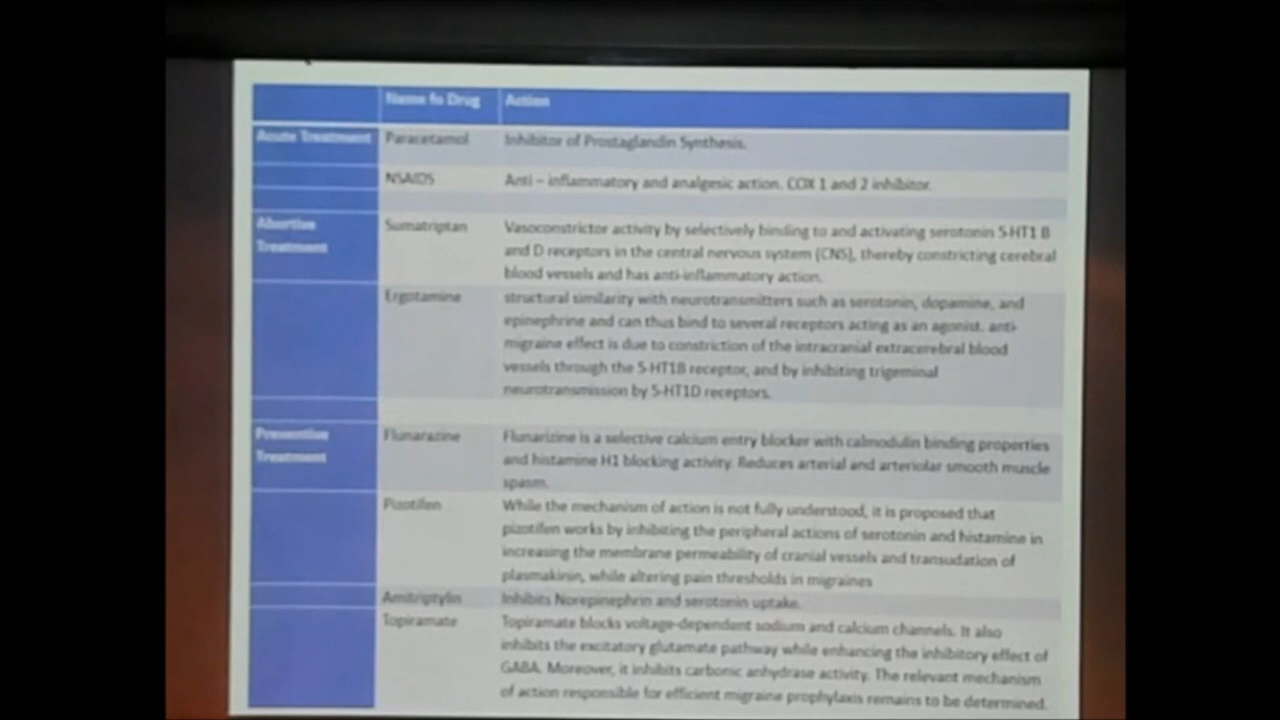 Name fo Drug Action
Acute Treatment Paracetamol Inhibitor of Prostaglandin Synthesis.
NSAIDS Anti – inflammatory and analgesic action. COX 1 and 2 inhibitor.
Abortive Treatment Sumatriptan Vasoconstrictor activity by selectively binding to and activating serotonin 5-HT1 B
and D receptors in the central nervous system (CNS), thereby constricting cerebral
blood vessels and has anti-inflammatory action.
Ergotamine structural similarity with neurotransmitters such as serotonin, dopamine, and
epinephrine and can thus bind to several receptors acting as an agonist. anti-
migraine effect is due to constriction of the intracranial extracerebral blood
vessels through the 5-HT1B receptor, and by inhibiting trigeminal
neurotransmission by 5-HT1D receptors.
Preventive Treatment Flunarazine Flunarizine is a selective calcium entry blocker with calmodulin binding properties
and histamine H1 blocking activity. Reduces arterial and arteriolar smooth muscle
spasm.
Pizotifen While the mechanism of action is not fully understood, it is proposed that
pizotifen works by inhibiting the peripheral actions of serotonin and histamine in
increasing the membrane permeability of cranial vessels and transudation of
plasmakinin, while altering pain thresholds in migraines
Amitriptylin Inhibits Norepinephrin and serotonin uptake.
Topiramate Topiramate blocks voltage-dependent sodium and calcium channels. It also
inhibits the excitatory glutamate pathway while enhancing the inhibitory effect of
GABA. Moreover, it inhibits carbonic anhydrase activity. The relevant mechanism
of action responsible for efficient migraine prophylaxis remains to be determined.